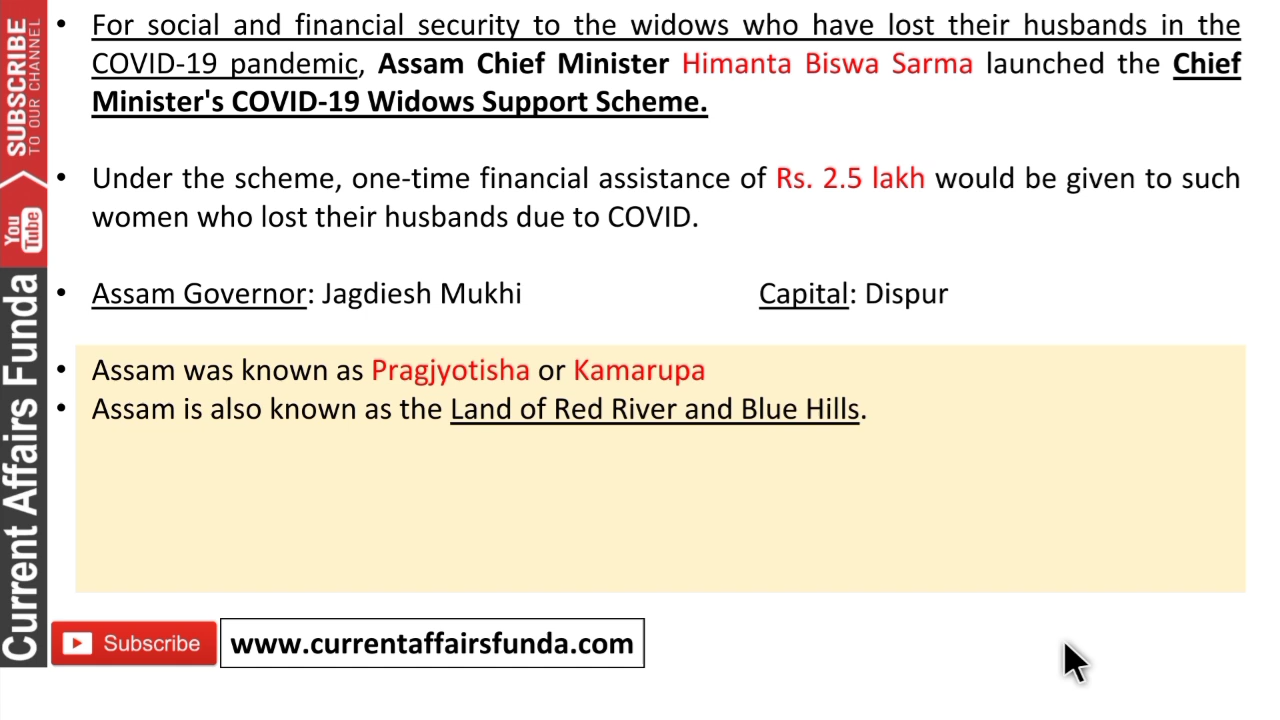 For social and financial security to the widows who have lost their husbands in the
COVID-19 pandemic, Assam Chief Minister Himanta Biswa Sarma launched the Chief
Minister's COVID-19 Widows Support Scheme.
Under the scheme, one-time financial assistance of Rs. 2.5 lakh would be given to such
women who lost their husbands due to COVID.
Assam Governor: Jagdiesh Mukhi Capital: Dispur
Assam was known as Pragjyotisha or Kamarupa
Assam is also known as the Land of Red River and Blue Hills.
SUBSCRIBE
TO OUR CHANNEL
You
Tube
Current Affairs Funda
Subscribe
www.currentaffairsfunda.com